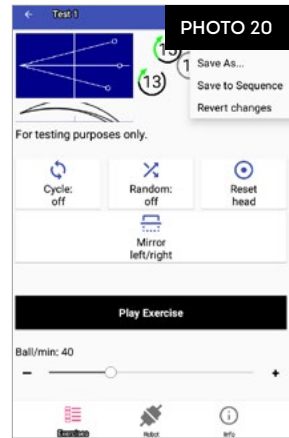 Test 1
PHOTO 20
13
13
Save As...
Save to Sequence
Revert changes
For testing purposes only.
Cycle:
off
Random:
off
Reset
head
Mirror
left/right
Play Exercise
Ball/min: 40
Exercises
Robot
Info